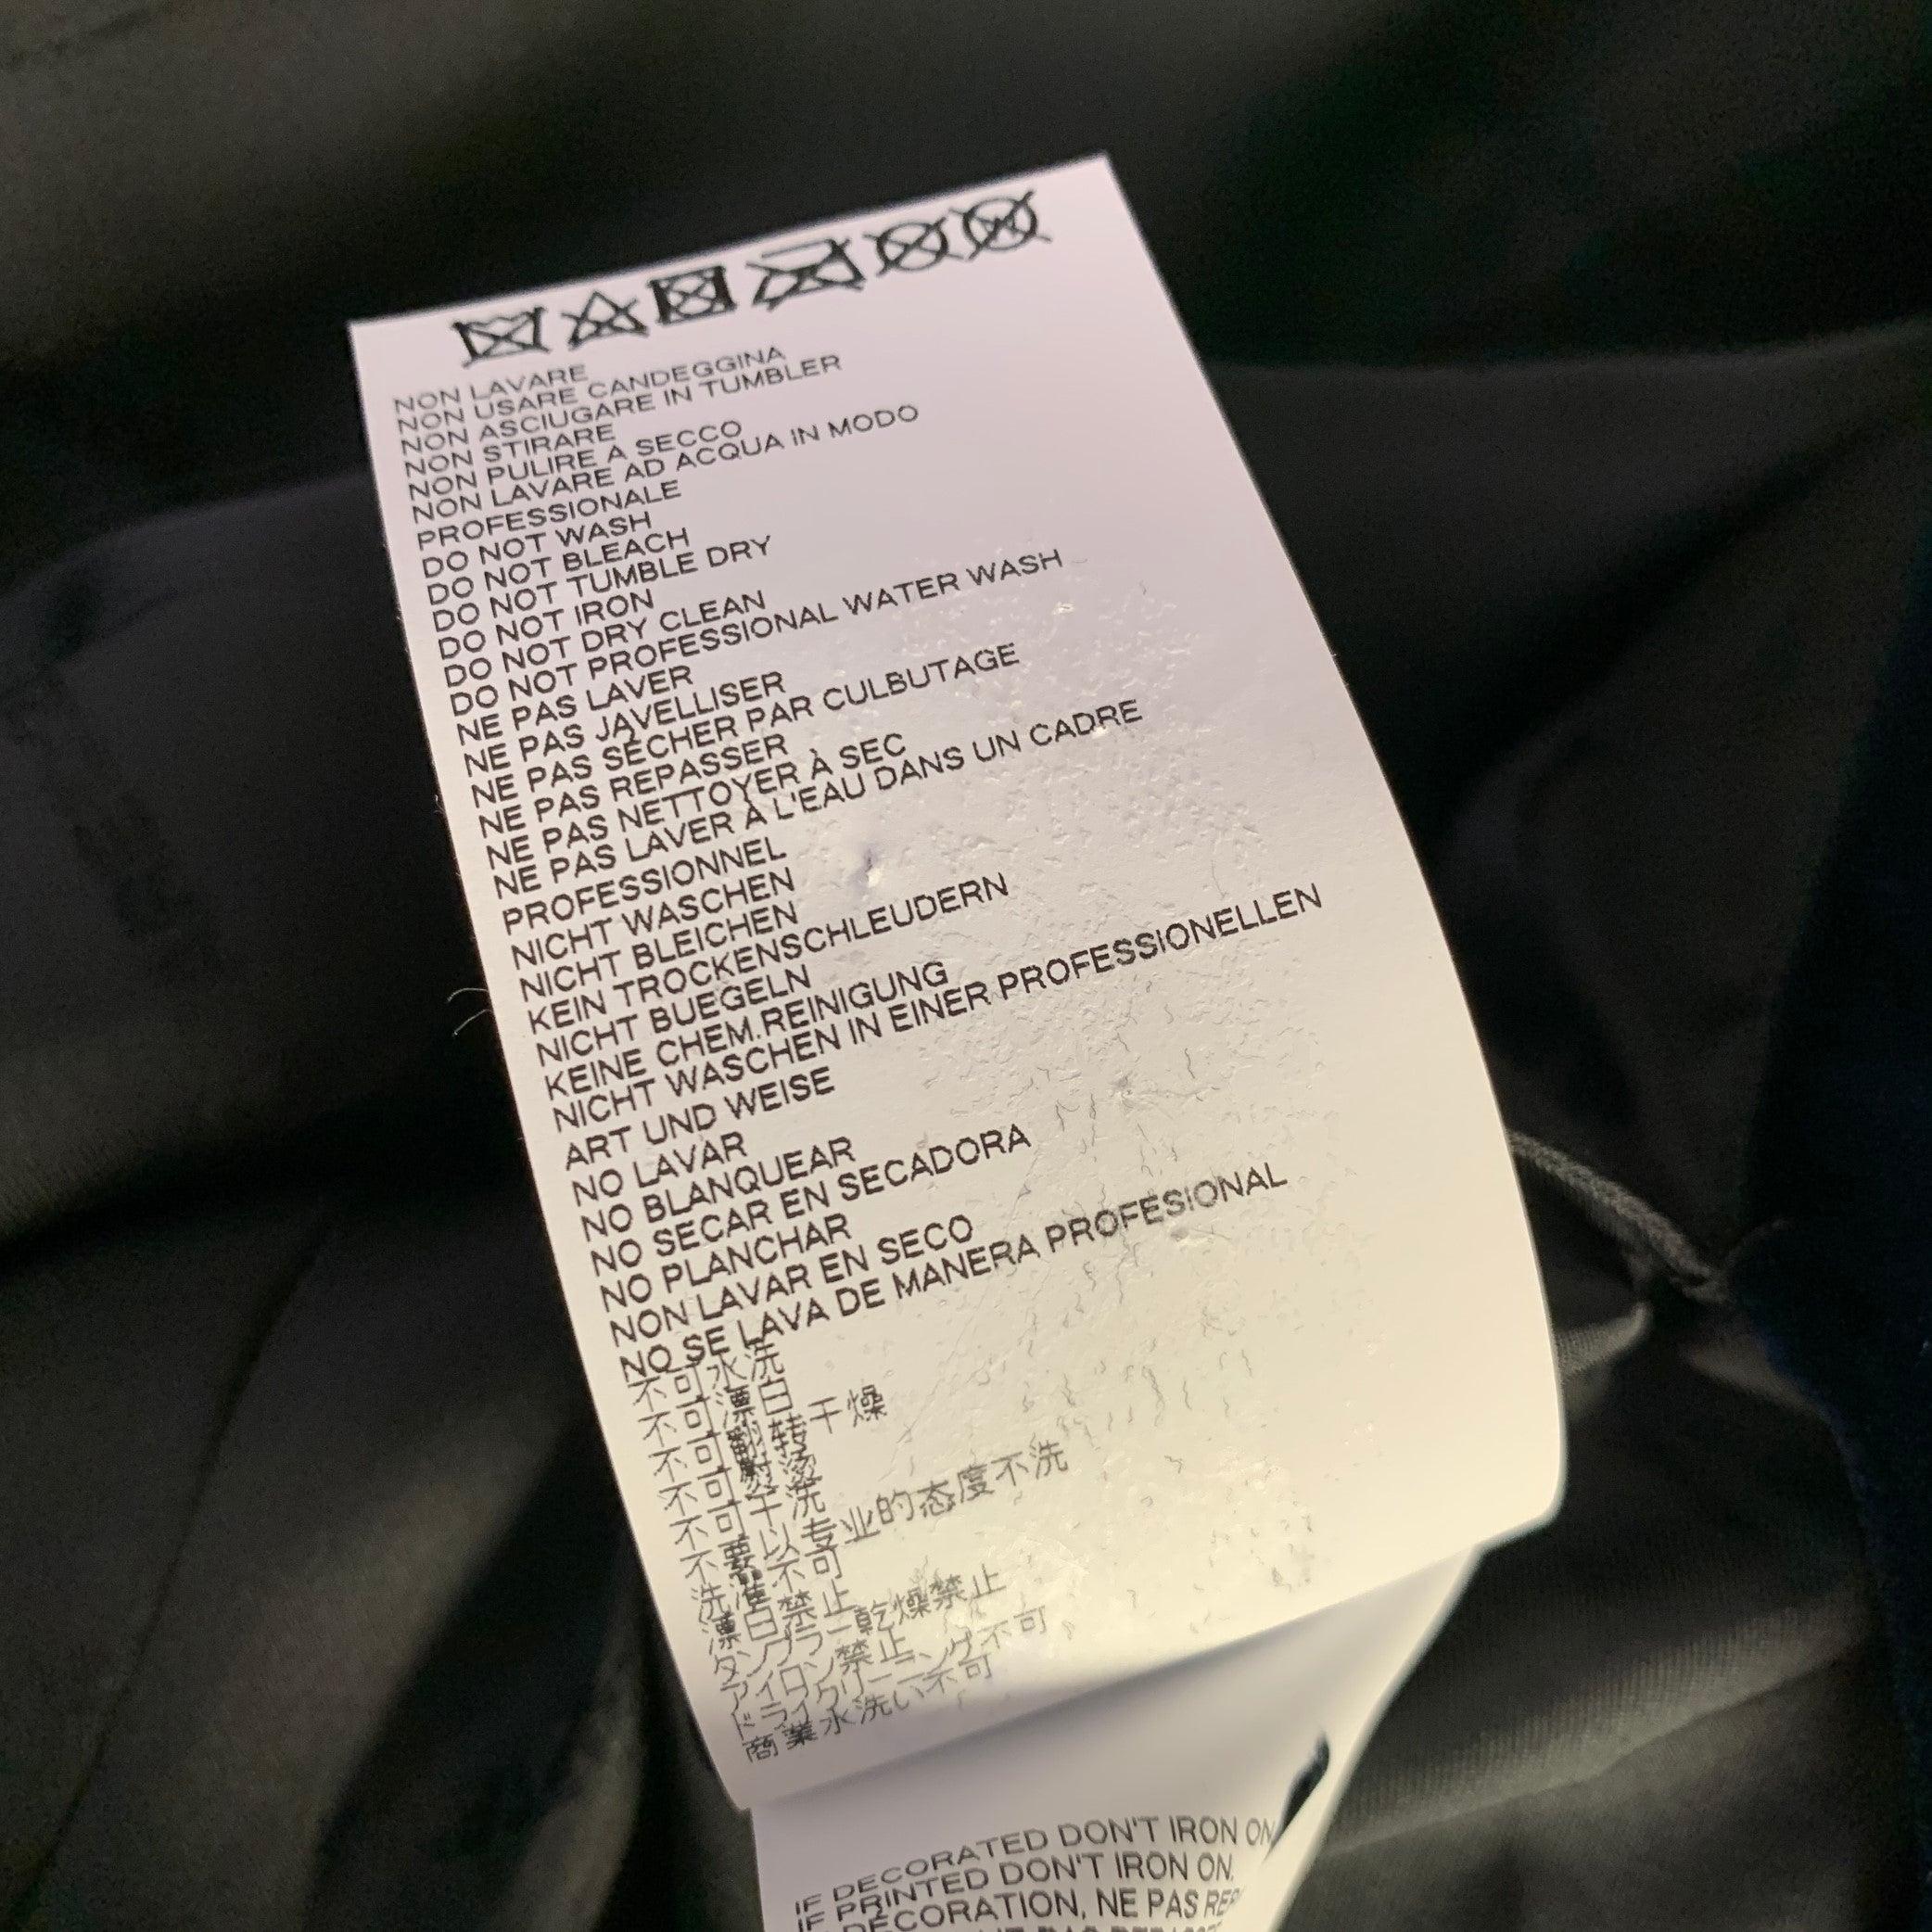 NON LAVARE
NON USARE CANDEGGINA
NON ASCIUGARE IN TUMBLER
NON STIRARE
NON PULIRE A SECCO
NON LAVARE AD ACQUA IN MODO
PROFESSIONALE
DO NOT WASH
DO NOT BLEACH
DO NOT TUMBLE DRY
DO NOT IRON
DO NOT DRY CLEAN
DO NOT PROFESSIONAL WATER WASH
NE PAS LAVER
NE PAS JAVELLISER
NE PAS SÉCHER PAR CULBUTAGE
NE PAS REPASSER
NE PAS NETTOYER À SEC
NE PAS LAVER À L'EAU DANS UN CADRE
PROFESSIONNEL
NICHT WASCHEN
NICHT BLEICHEN
KEIN TROCKENSCHLEUDERN
NICHT BUEGELN
KEINE CHEM.REINIGUNG
NICHT WASCHEN IN EINER PROFESSIONELLEN
ART UND WEISE
NO LAVAR
NO BLANQUEAR
NO SECAR EN SECADORA
NO PLANCHAR
NON LAVAR EN SECO
NO SE LAVA DE MANERA PROFESIONAL
不可水洗
不可漂白
不可翻转干燥
不可熨烫
不可干洗
不要以专业的态度不洗
洗濯不可
漂白禁止
タンブラー乾燥禁止
アイロン禁止
ドライクリーニング不可
商業水洗い不可
IF DECORATED DON'T IRON ON
IF PRINTED DON'T IRON ON.
DÉCORATION, NE PAS